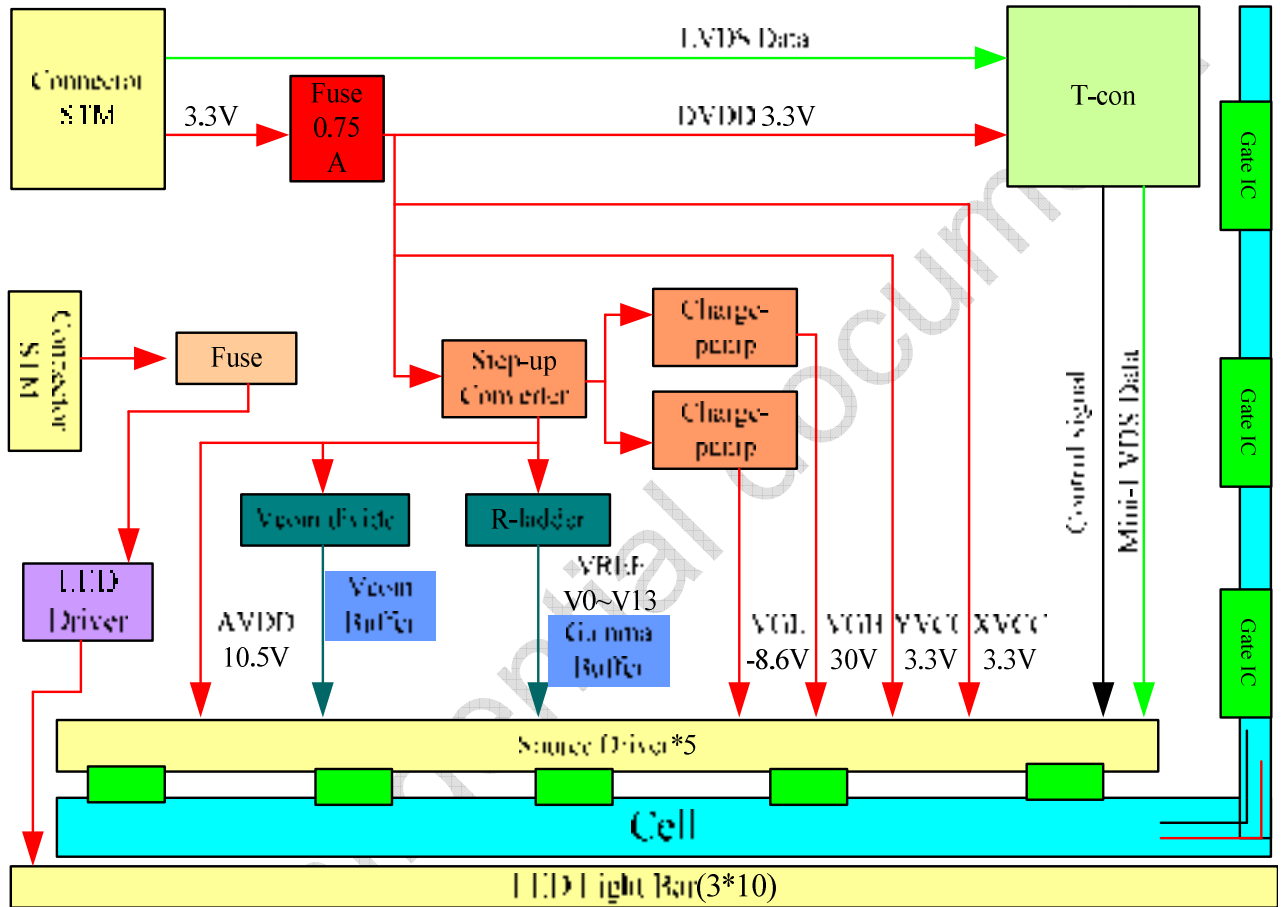 LVDS Data
Connector
STM
3.3V
Fuse
0.75
A
DVDD 3.3V
T-con
Gate IC
Connector
STM
Fuse
Step-up
Converter
Charge-
pump
Charge-
pump
Control signal
Mini-LVDS Data
Gate IC
Vcom divide
R-ladder
LED
Driver
Vcom
Buffer
VREF
V0~V13
Gamma
Buffer
AVDD
10.5V
VGL
-8.6V
VGH
30V
YVCC
3.3V
XVCC
3.3V
Gate IC
Source Driver*5
Cell
LED Light Bar(3*10)